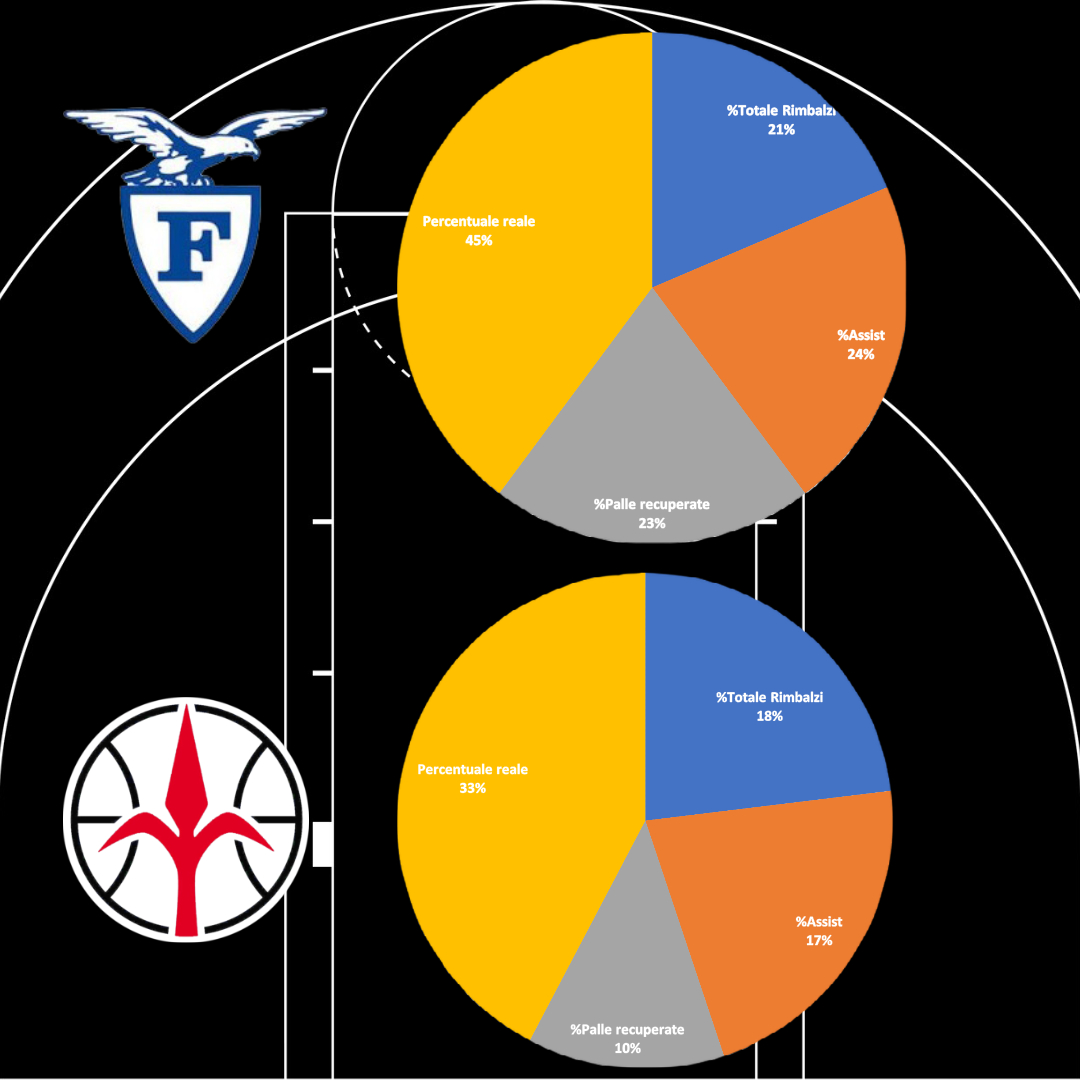 %Totale Rimbalzi
21%
F
Percentuale reale
45%
%Assist
24%
%Palle recuperate
23%
%Totale Rimbalzi
18%
Percentuale reale
33%
%Assist
17%
%Palle recuperate
10%